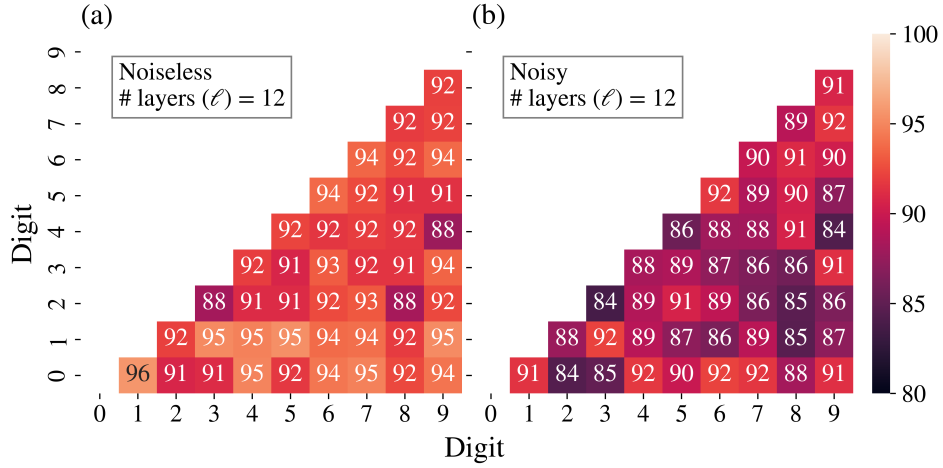 (a)
(b)
Noiseless
# layers (ℓ) = 12
Noisy
# layers (ℓ) = 12
9
8 92 91
7 92 92 89 92
6 94 92 94 90 91 90
5 94 92 91 91 92 89 90 87
4 92 92 92 92 88 86 88 88 91 84
3 92 91 93 92 91 94 88 89 87 86 86 91
2 88 91 91 92 93 88 92 84 89 91 89 86 85 86
1 92 95 95 95 94 94 92 95 88 92 89 87 86 89 85 87
0 96 91 91 95 92 94 95 92 94 91 84 85 92 90 92 92 88 91
0 1 2 3 4 5 6 7 8 9 0 1 2 3 4 5 6 7 8 9
Digit
Digit
100
95
90
85
80